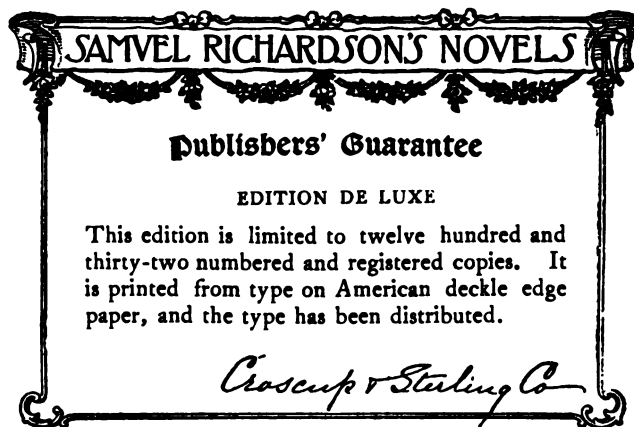 SAMVEL RICHARDSON'S NOVELS
Publishers' Guarantee
EDITION DE LUXE
This edition is limited to twelve hundred and
thirty-two numbered and registered copies. It
is printed from type on American deckle edge
paper, and the type has been distributed.
Croscup & Sterling Co